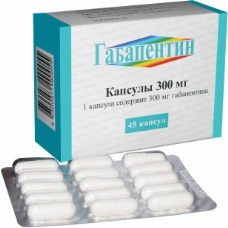 Габапентин
Капсулы 300 мг
1 капсула содержит 300 мг габапентина
45 капсул